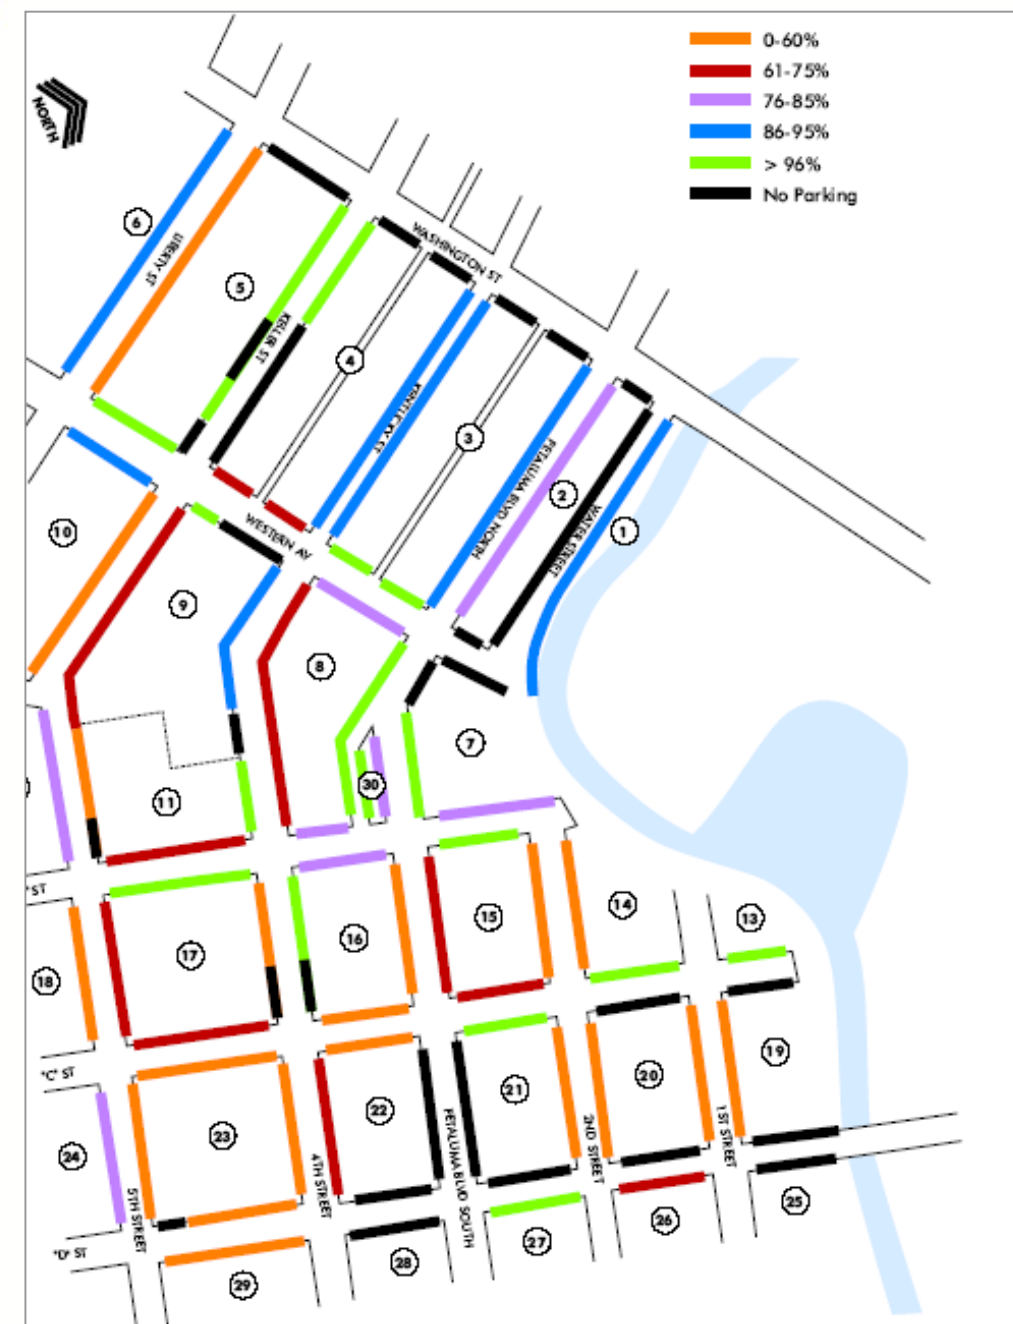 0-60%
61-75%
76-85%
86-95%
> 96%
No Parking
NORTH
WASHINGTON ST
6
LIBERTY ST
5
KELLER ST
4
KENTUCKY ST
3
PETALUMA BLVD NORTH
2
WATER STREET
1
10
WESTERN AV
9
8
7
30
11
14
13
15
16
17
18
"C" ST
19
20
21
22
23
24
1ST STREET
2ND STREET
PETALUMA BLVD SOUTH
4TH STREET
5TH STREET
"D" ST
25
26
27
28
29